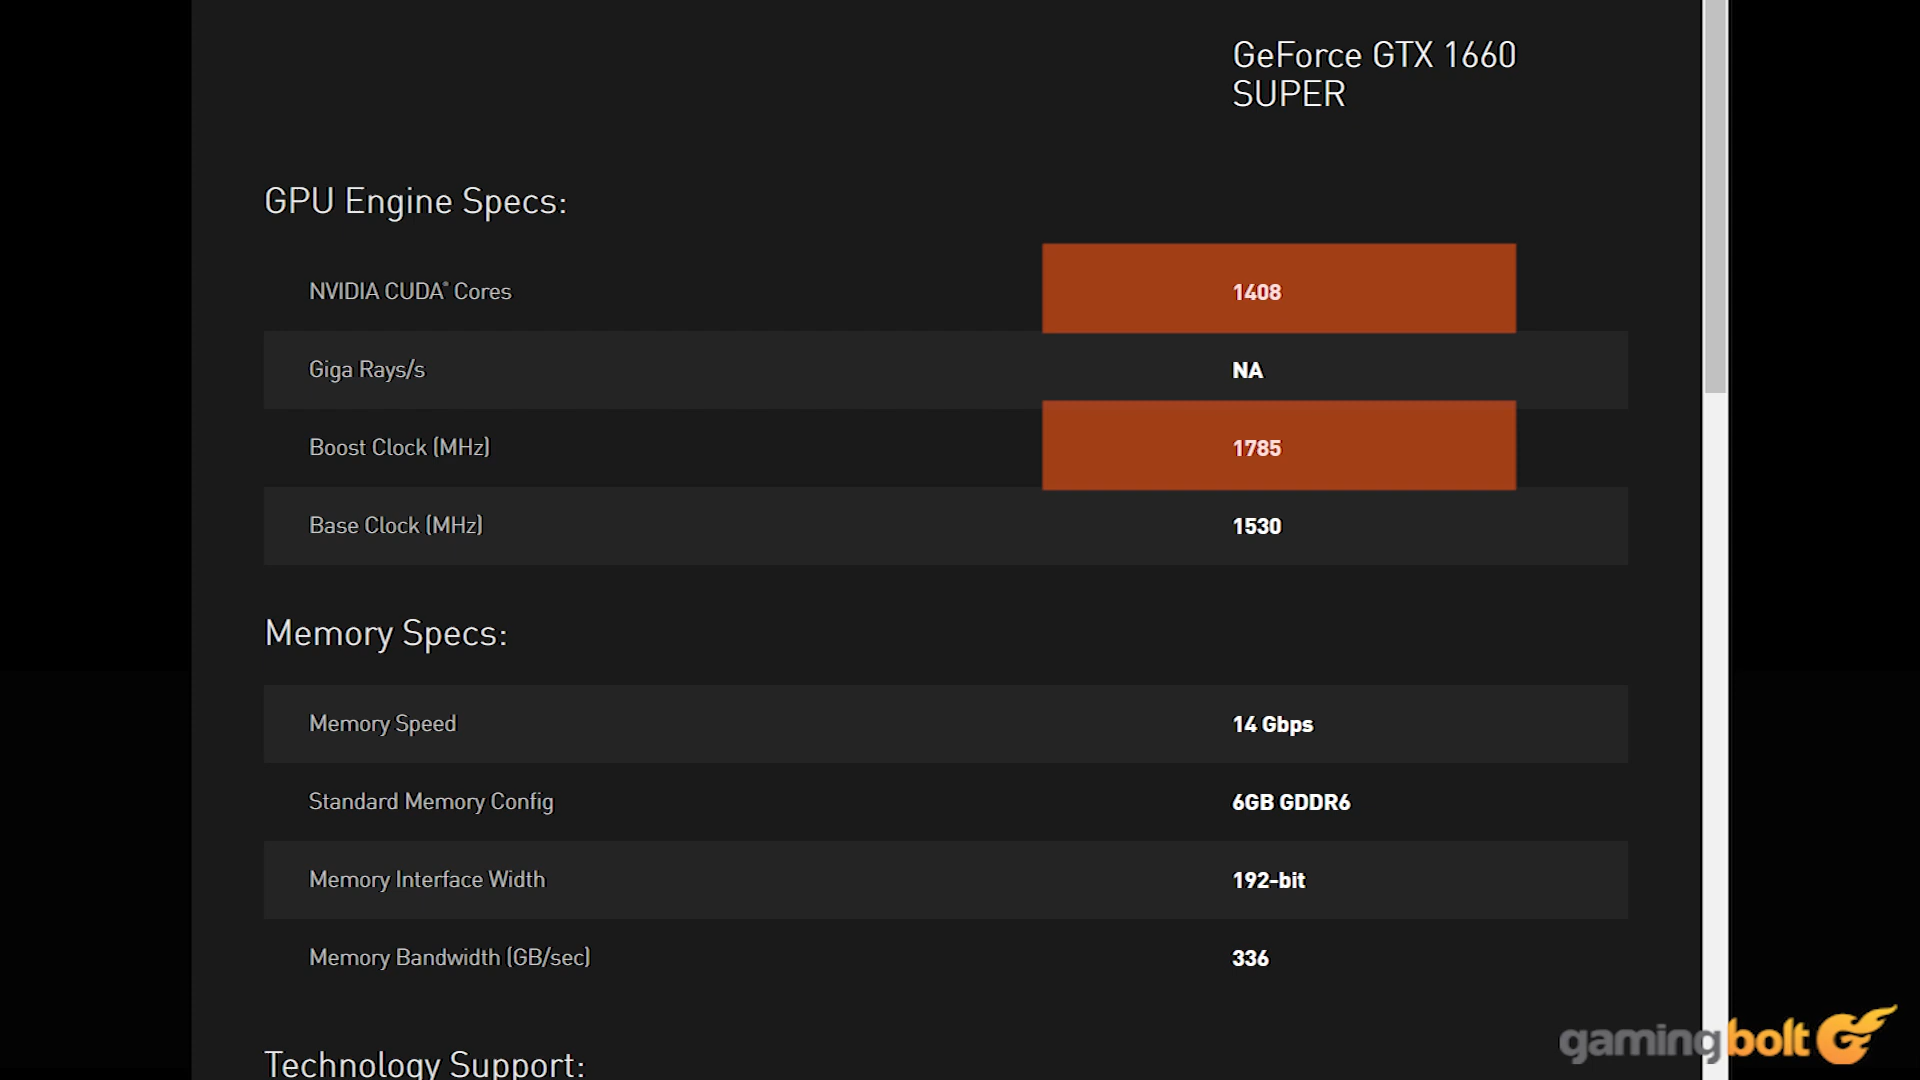 GeForce GTX 1660
SUPER
GPU Engine Specs:
NVIDIA CUDA® Cores 1408
Giga Rays/s NA
Boost Clock (MHz) 1785
Base Clock (MHz) 1530
Memory Specs:
Memory Speed 14 Gbps
Standard Memory Config 6GB GDDR6
Memory Interface Width 192-bit
Memory Bandwidth (GB/sec) 336
Technology Support:
gamingbolt